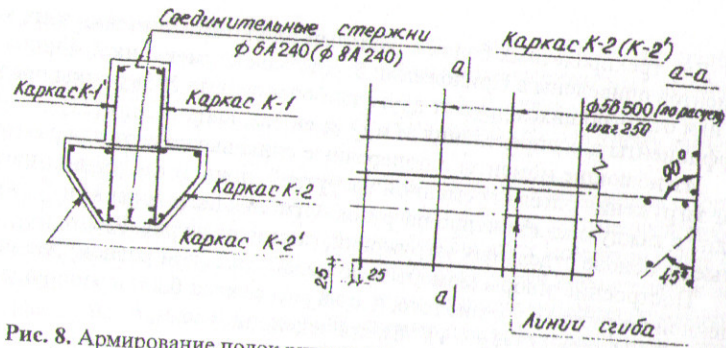 Соединительные стержни
ф 6А240(ф 8А240)
Каркас К-1'
Каркас К-1
Каркас К-2
Каркас К-2'
Каркас К-2 (К-2')
а
а-а
ф5В500 (по расчету)
шаг 250
90°
45°
25
25
а
Линии сгиба
Рис. 8. Армирование полок